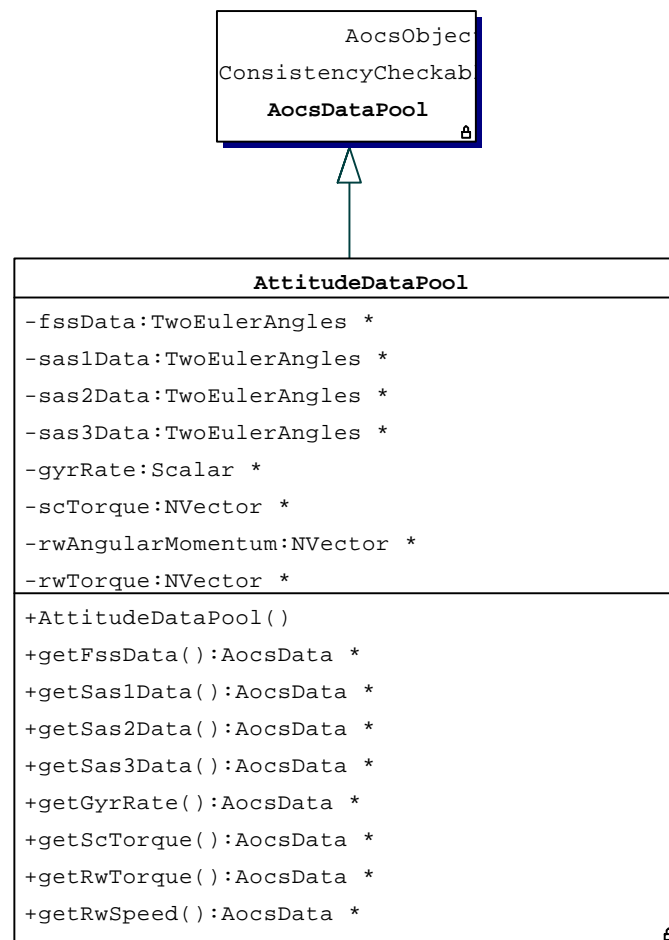 AocsObjec
ConsistencyCheckab
AocsDataPool
AttitudeDataPool
-fssData:TwoEulerAngles *
-sas1Data:TwoEulerAngles *
-sas2Data:TwoEulerAngles *
-sas3Data:TwoEulerAngles *
-gyrRate:Scalar *
-scTorque:NVector *
-rwAngularMomentum:NVector *
-rwTorque:NVector *
+AttitudeDataPool()
+getFssData():AocsData *
+getSas1Data():AocsData *
+getSas2Data():AocsData *
+getSas3Data():AocsData *
+getGyrRate():AocsData *
+getScTorque():AocsData *
+getRwTorque():AocsData *
+getRwSpeed():AocsData *